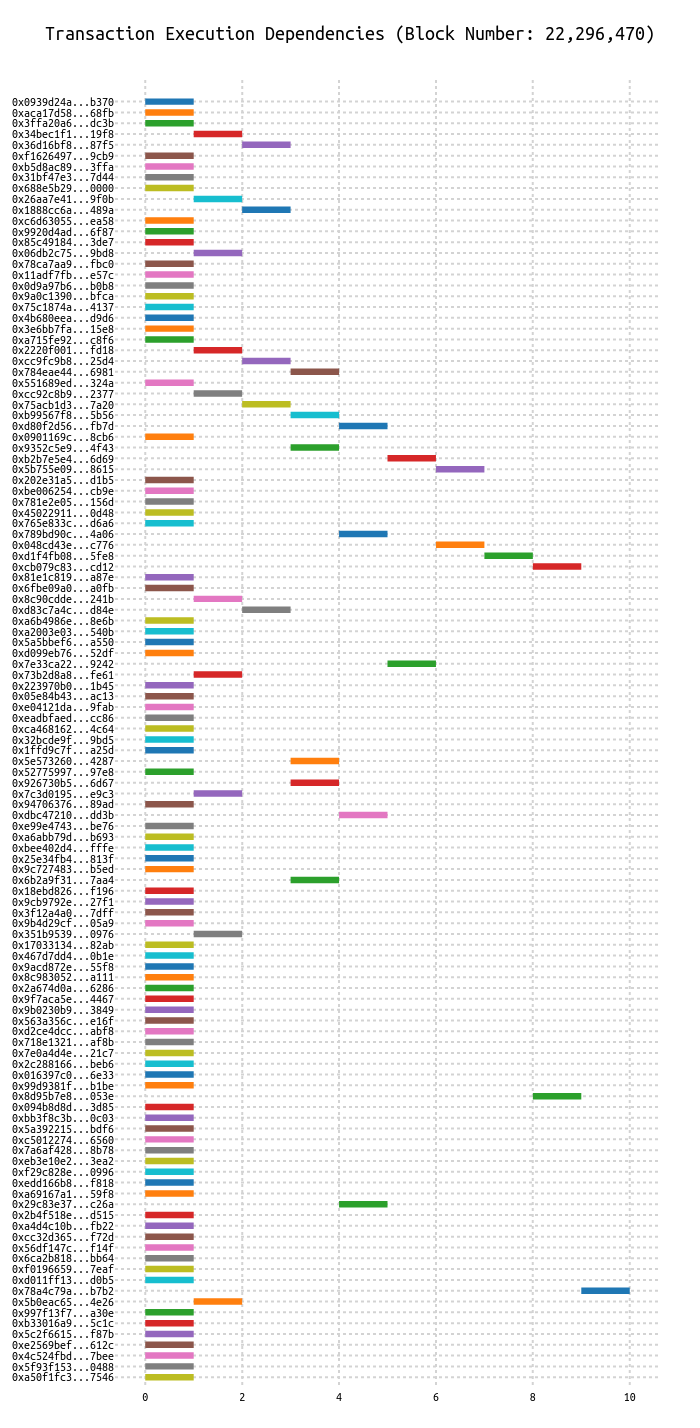 Transaction Execution Dependencies (Block Number: 22,296,470)
0x0939d24a...b370
0xaca17d58...68fb
0x3ffa20a6...dc3b
0x34bec1f1...19f8
0x36d16bf8...87f5
0xf1626497...9cb9
0xb5d8ac89...3ffa
0x31bf47e3...7d44
0x688e5b29...0000
0x26aa7e41...9f0b
0x1888cc6a...489a
0xc6d63055...ea58
0x9920d4ad...6f87
0x85c49184...3de7
0x06db2c75...9bd8
0x78ca7aa9...fbc0
0x11adf7fb...e57c
0x0d9a97b6...b0b8
0x9a0c1390...bfca
0x75c1874a...4137
0x4b680eea...d9d6
0x3e6bb7fa...15e8
0xa715fe92...c8f6
0x2220f001...fd18
0xcc9fc9b8...25d4
0x784eae44...6981
0x551689ed...324a
0xcc92c8b9...2377
0x75acb1d3...7a20
0xb99567f8...5b56
0xd80f2d56...fb7d
0x0901169c...8cb6
0x9352c5e9...4f43
0xb2b7e5e4...6d69
0x5b755e09...8615
0x202e31a5...d1b5
0xbe006254...cb9e
0x781e2e05...156d
0x45022911...0d48
0x765e833c...d6a6
0x789bd90c...4a06
0x048cd43e...c776
0xd1f4fb08...5fe8
0xcb079c83...cd12
0x81e1c819...a87e
0x6fbe09a0...a0fb
0x8c90cdde...241b
0xd83c7a4c...d84e
0xa6b4986e...8e6b
0xa2003e03...540b
0x5a5bbef6...a550
0xd099eb76...52df
0x7e33ca22...9242
0x73b2d8a8...fe61
0x223970b0...1b45
0x05e84b43...ac13
0xe04121da...9fab
0xeadbfaed...cc86
0xca468162...4c64
0x32bcde9f...9bd5
0x1ffd9c7f...a25d
0x5e573260...4287
0x52775997...97e8
0x926730b5...6d67
0x7c3d0195...e9c3
0x94706376...89ad
0xdbc47210...dd3b
0xe99e4743...be76
0xa6abb79d...b693
0xbee402d4...fffe
0x25e34fb4...813f
0x9c727483...b5ed
0x6b2a9f31...7aa4
0x18ebd826...f196
0x9cb9792e...27f1
0x3f12a4a0...7dff
0x9b4d29cf...05a9
0x351b9539...0976
0x17033134...82ab
0x467d7dd4...0b1e
0x9acd872e...55f8
0x8c983052...a111
0x2a674d0a...6286
0x9f7aca5e...4467
0x9b0230b9...3849
0x563a356c...e16f
0xd2ce4dcc...abf8
0x718e1321...af8b
0x7e0a4d4e...21c7
0x2c288166...beb6
0x016397c0...6e33
0x99d9381f...b1be
0x8d95b7e8...053e
0x094b8d8d...3d85
0xbb3f8c3b...0c03
0x5a392215...bdf6
0xc5012274...6560
0x7a6af428...8b78
0xeb3e10e2...3ea2
0xf29c828e...0996
0xedd166b8...f818
0xa69167a1...59f8
0x29c83e37...c26a
0x2b4f518e...d515
0xa4d4c10b...fb22
0xcc32d365...f72d
0x56df147c...f14f
0x6ca2b818...bb64
0xf0196659...7eaf
0xd011ff13...d0b5
0x78a4c79a...b7b2
0x5b0eac65...4e26
0x997f13f7...a30e
0xb33016a9...5c1c
0x5c2f6615...f87b
0xe2569bef...612c
0x4c524fbd...7bee
0x5f93f153...0488
0xa50f1fc3...7546
0 2 4 6 8 10